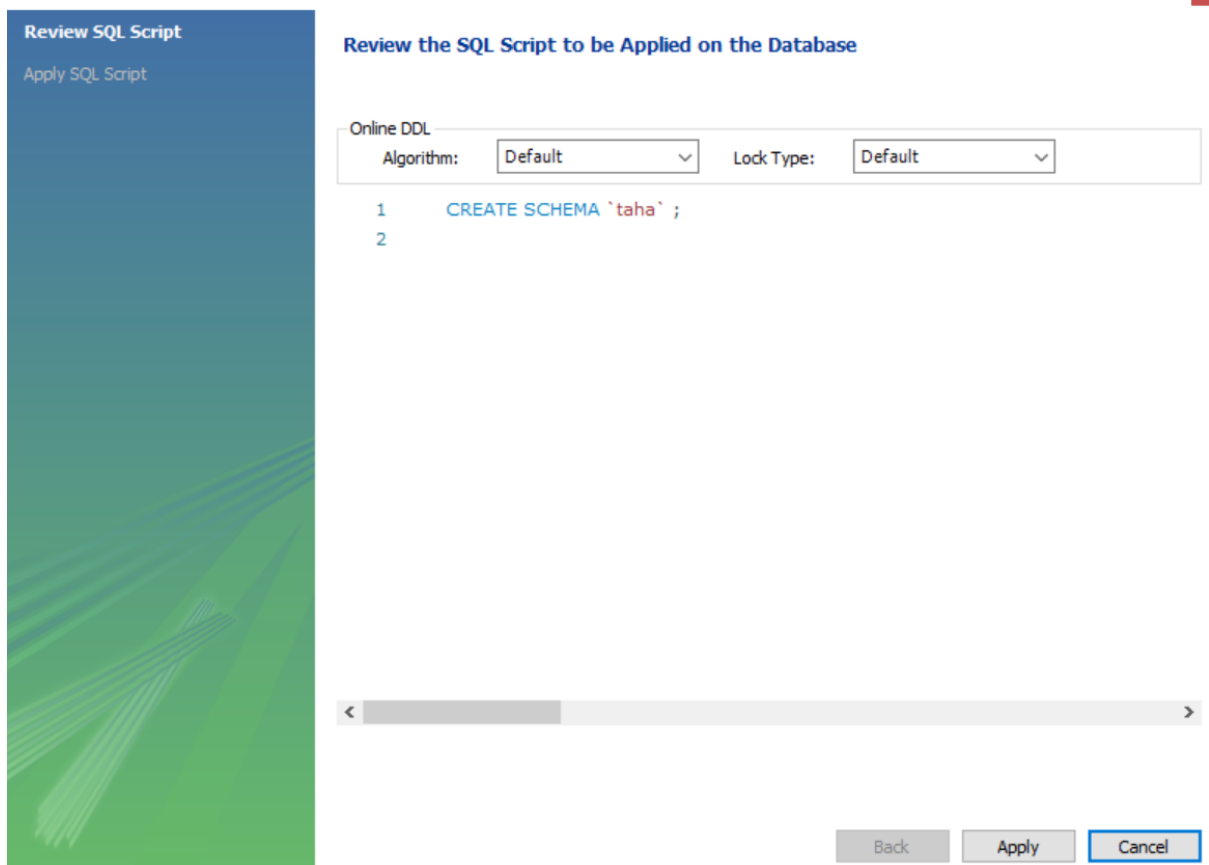 Review SQL Script
Apply SQL Script
Review the SQL Script to be Applied on the Database
Online DDL
Algorithm: Default Lock Type: Default
1 CREATE SCHEMA `taha` ;
2
Back Apply Cancel